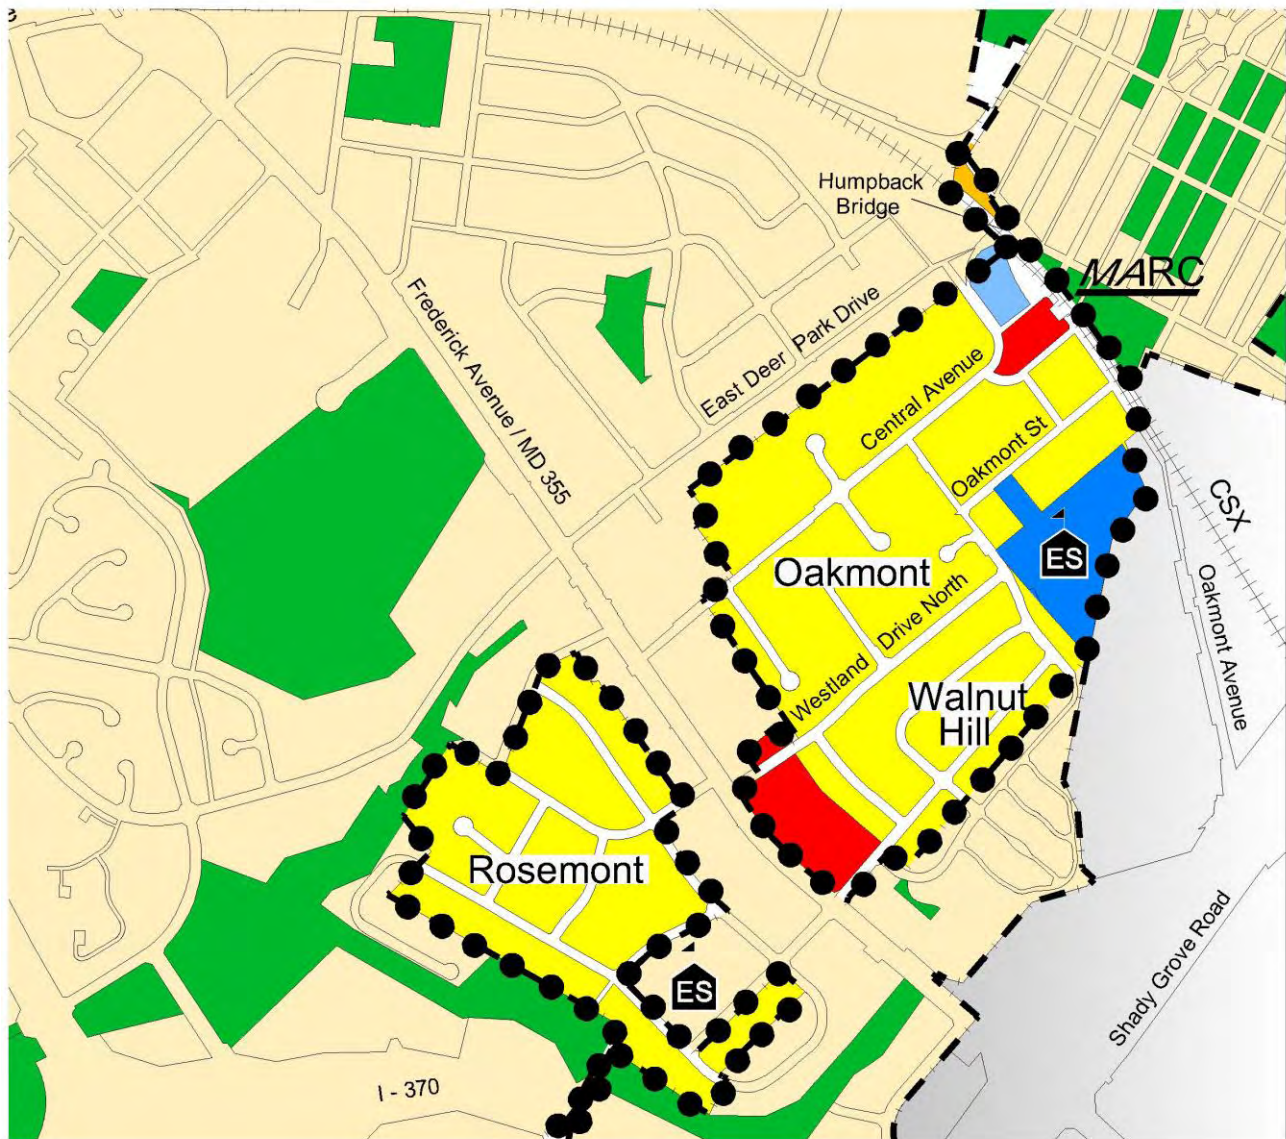 Humpback
Bridge
MARC
Frederick Avenue / MD 355
East Deer Park Drive
Central Avenue
Oakmont St
CSX
ES
Oakmont
Oakmont Avenue
Westland Drive North
Walnut
Hill
Rosemont
ES
Shady Grove Road
I - 370